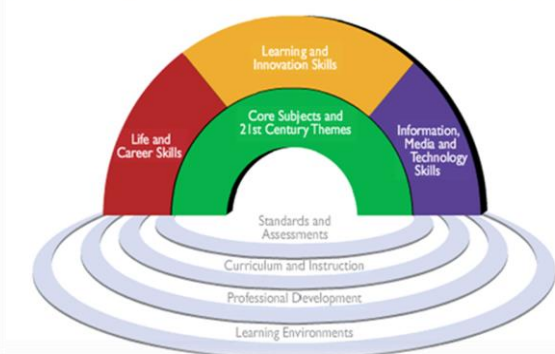 Learning and
Innovation Skills
Core Subjects and
21st Century Themes
Life and
Career Skills
Information,
Media and
Technology
Skills
Standards and
Assessments
Curriculum and Instruction
Professional Development
Learning Environments